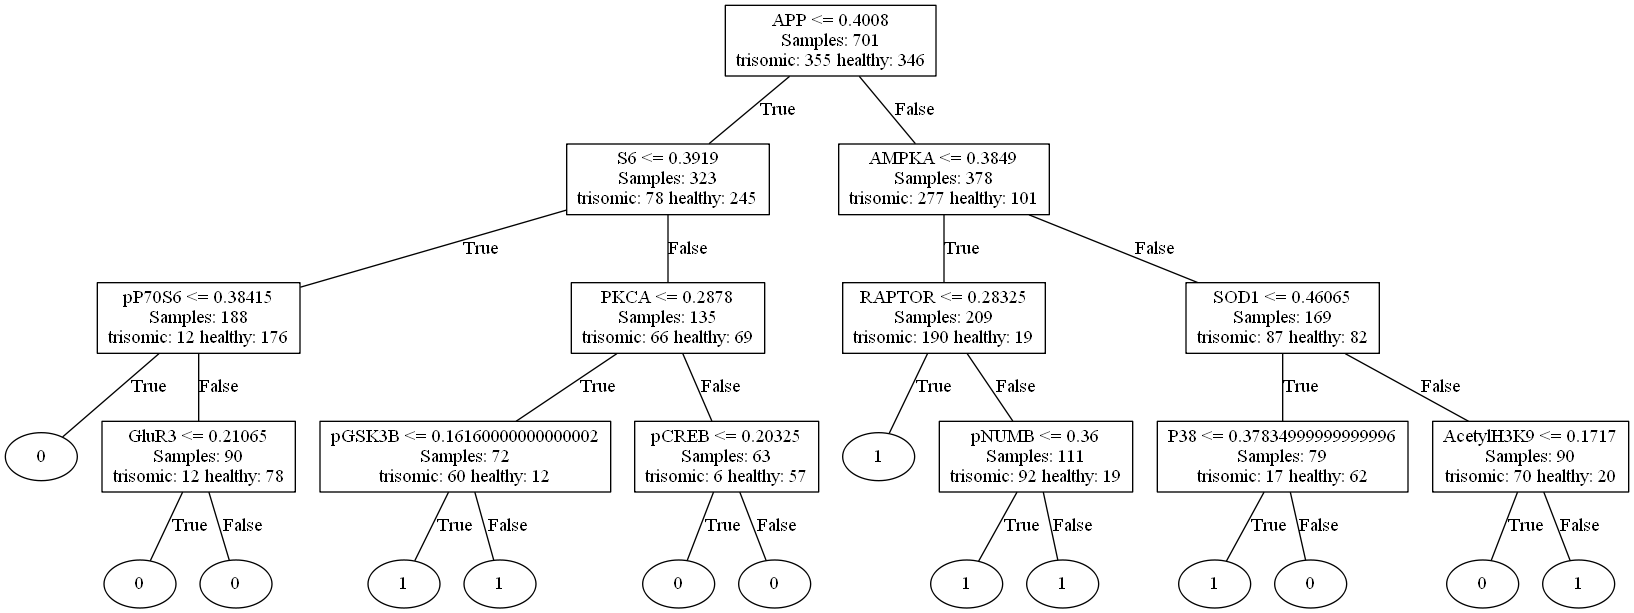 APP <= 0.4008
Samples: 701
trisomic: 355 healthy: 346
True
False
S6 <= 0.3919
Samples: 323
trisomic: 78 healthy: 245
AMPKA <= 0.3849
Samples: 378
trisomic: 277 healthy: 101
True
False
True
False
pP70S6 <= 0.38415
Samples: 188
trisomic: 12 healthy: 176
PKCA <= 0.2878
Samples: 135
trisomic: 66 healthy: 69
RAPTOR <= 0.28325
Samples: 209
trisomic: 190 healthy: 19
SOD1 <= 0.46065
Samples: 169
trisomic: 87 healthy: 82
True
False
True
False
True
False
True
False
0
GluR3 <= 0.21065
Samples: 90
trisomic: 12 healthy: 78
pGSK3B <= 0.16160000000000002
Samples: 72
trisomic: 60 healthy: 12
pCREB <= 0.20325
Samples: 63
trisomic: 6 healthy: 57
1
pNUMB <= 0.36
Samples: 111
trisomic: 92 healthy: 19
P38 <= 0.37834999999999996
Samples: 79
trisomic: 17 healthy: 62
AcetylH3K9 <= 0.1717
Samples: 90
trisomic: 70 healthy: 20
True
False
True
False
True
False
True
False
True
False
True
False
0
0
1
1
0
0
1
1
1
0
0
1